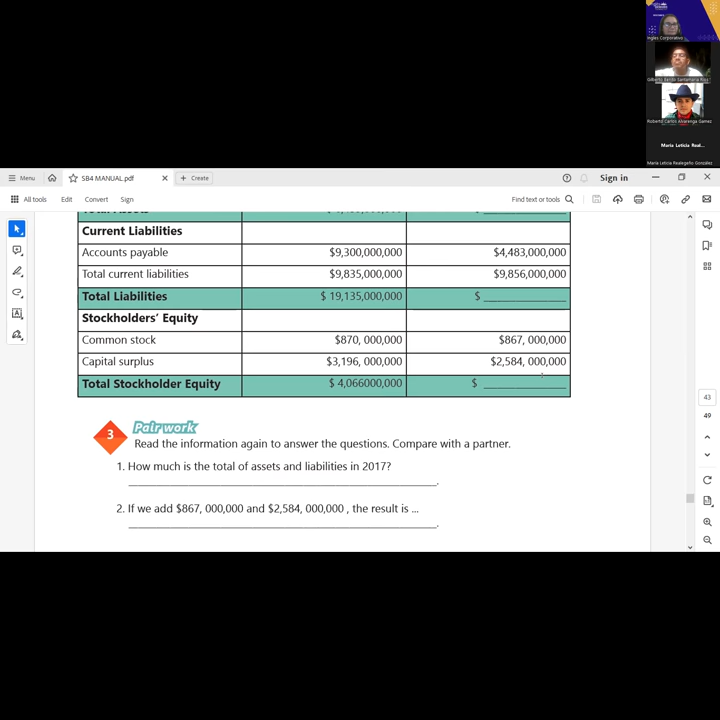 Ingles Corporativo
Roberto Carlos Alvarenga Gamez
Maria Leticia Real...
Maria Leticia Realegeño González
Menu
SB4 MANUAL.pdf
Create
Sign in
All tools Edit Convert Sign
Find text or tools
Current Liabilities
Accounts payable $9,300,000,000 $4,483,000,000
Total current liabilities $9,835,000,000 $9,856,000,000
Total Liabilities $ 19,135,000,000 $ ______________
Stockholders' Equity
Common stock $870, 000,000 $867, 000,000
Capital surplus $3,196, 000,000 $2,584, 000,000
Total Stockholder Equity $ 4,066000,000 $ ______________
43
49
3
Pair work
Read the information again to answer the questions. Compare with a partner.
1. How much is the total of assets and liabilities in 2017?
2. If we add $867, 000,000 and $2,584, 000,000 , the result is ...